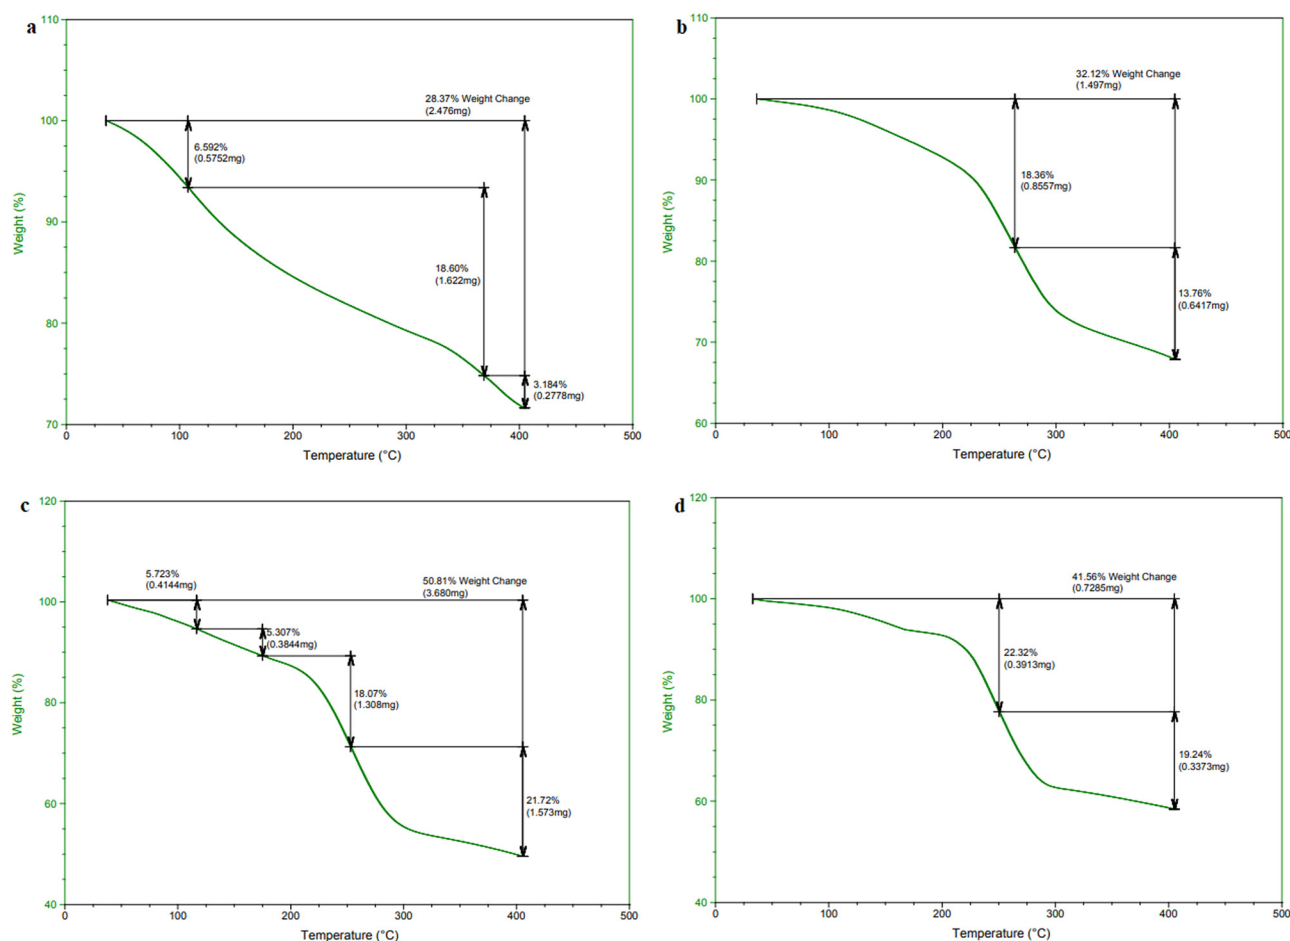 a
110
100
90
80
70
Weight (%)
28.37% Weight Change
(2.476mg)
6.592%
(0.5752mg)
18.60%
(1.622mg)
3.184%
(0.2778mg)
0
100
200
300
400
500
Temperature (°C)
b
110
100
90
80
70
60
Weight (%)
32.12% Weight Change
(1.497mg)
18.36%
(0.8557mg)
13.76%
(0.6417mg)
0
100
200
300
400
500
Temperature (°C)
c
120
100
80
60
40
Weight (%)
5.723%
(0.4144mg)
50.81% Weight Change
(3.680mg)
5.307%
(0.3844mg)
18.07%
(1.308mg)
21.72%
(1.573mg)
0
100
200
300
400
500
Temperature (°C)
d
120
100
80
60
40
Weight (%)
41.56% Weight Change
(0.7285mg)
22.32%
(0.3913mg)
19.24%
(0.3373mg)
0
100
200
300
400
500
Temperature (°C)